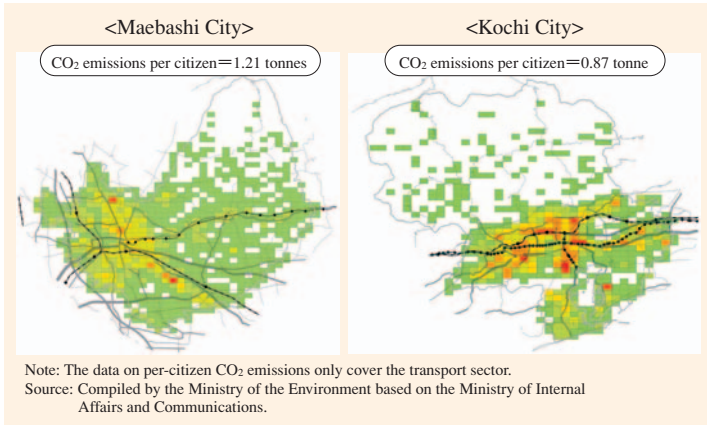 <Maebashi City>
<Kochi City>
CO₂ emissions per citizen＝1.21 tonnes
CO₂ emissions per citizen＝0.87 tonne
Note: The data on per-citizen CO₂ emissions only cover the transport sector.
Source: Compiled by the Ministry of the Environment based on the Ministry of Internal
Affairs and Communications.